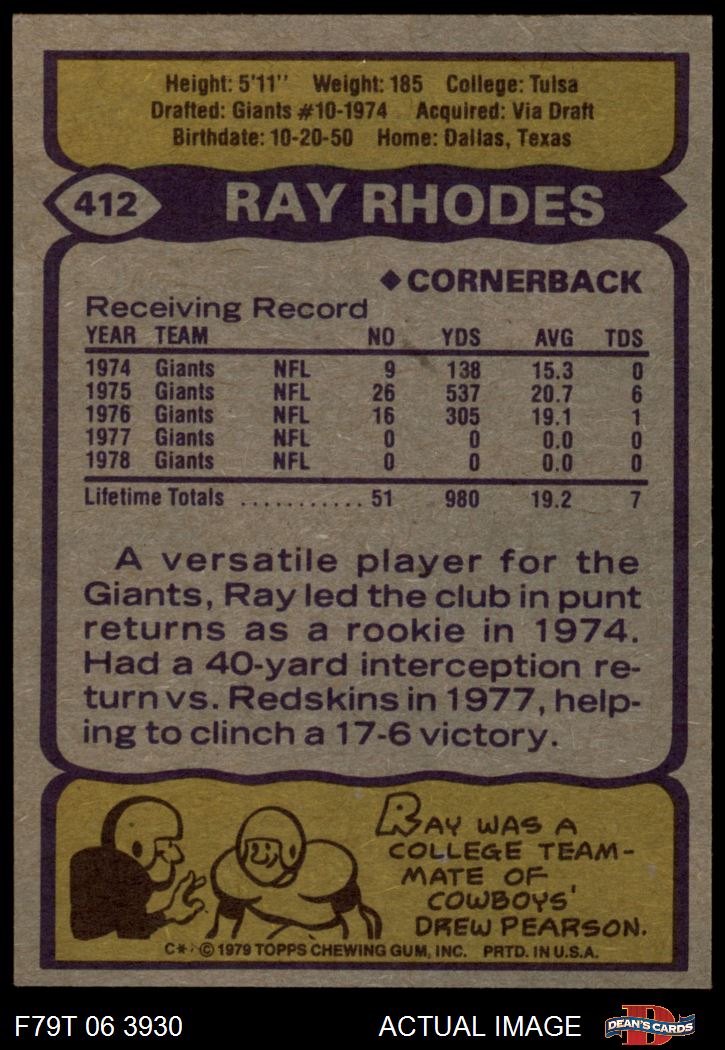 Height: 5'11'' Weight: 185 College: Tulsa
Drafted: Giants #10-1974 Acquired: Via Draft
Birthdate: 10-20-50 Home: Dallas, Texas
412 RAY RHODES
◆CORNERBACK
Receiving Record
YEAR TEAM NO YDS AVG TDS
1974 Giants NFL 9 138 15.3 0
1975 Giants NFL 26 537 20.7 6
1976 Giants NFL 16 305 19.1 1
1977 Giants NFL 0 0 0.0 0
1978 Giants NFL 0 0 0.0 0
Lifetime Totals ............ 51 980 19.2 7
A versatile player for the
Giants, Ray led the club in punt
returns as a rookie in 1974.
Had a 40-yard interception re-
turn vs. Redskins in 1977, help-
ing to clinch a 17-6 victory.
RAY WAS A
COLLEGE TEAM-
MATE OF
COWBOYS'
DREW PEARSON.
C* © 1979 TOPPS CHEWING GUM, INC. PRTD. IN U.S.A.
F79T 06 3930 ACTUAL IMAGE D DEAN'S CARDS